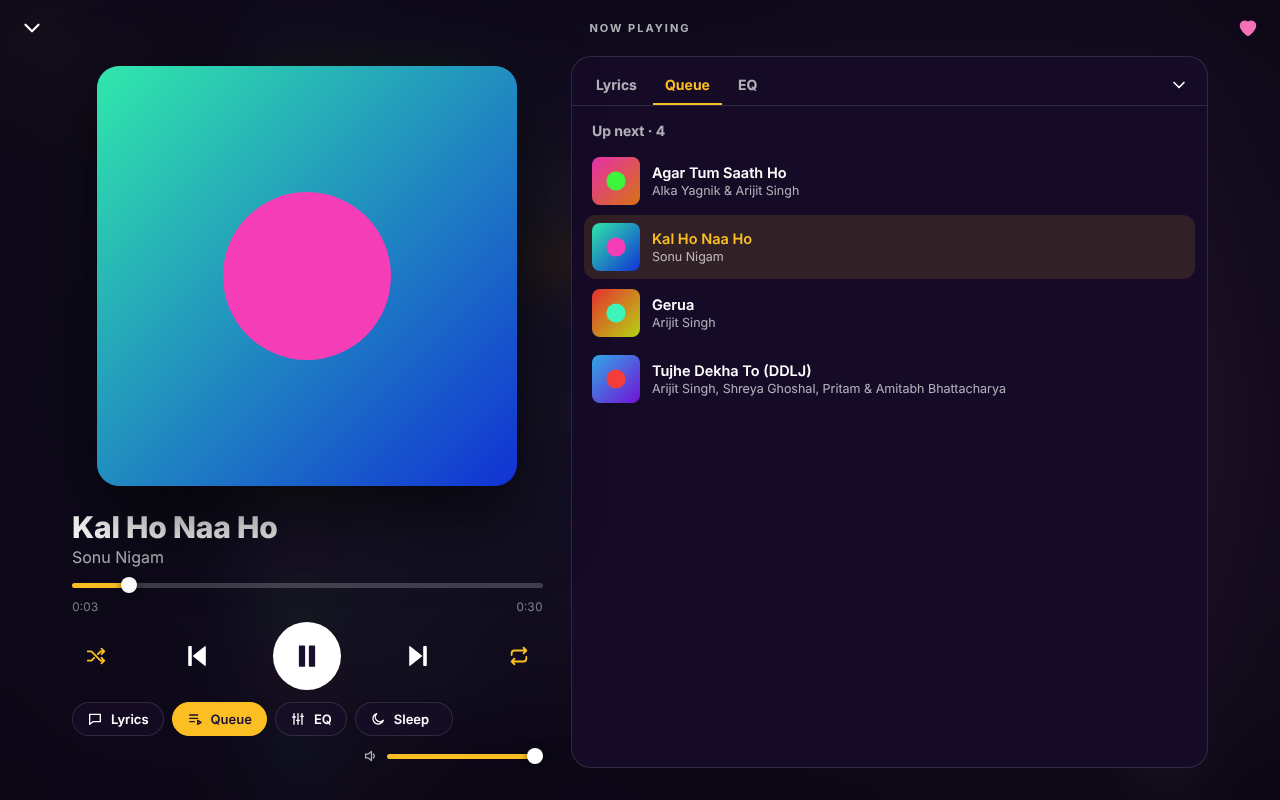 NOW PLAYING
Kal Ho Naa Ho
Sonu Nigam
0:03
0:30
Lyrics
Queue
EQ
Sleep
Lyrics
Queue
EQ
Up next · 4
Agar Tum Saath Ho
Alka Yagnik & Arijit Singh
Kal Ho Naa Ho
Sonu Nigam
Gerua
Arijit Singh
Tujhe Dekha To (DDLJ)
Arijit Singh, Shreya Ghoshal, Pritam & Amitabh Bhattacharya